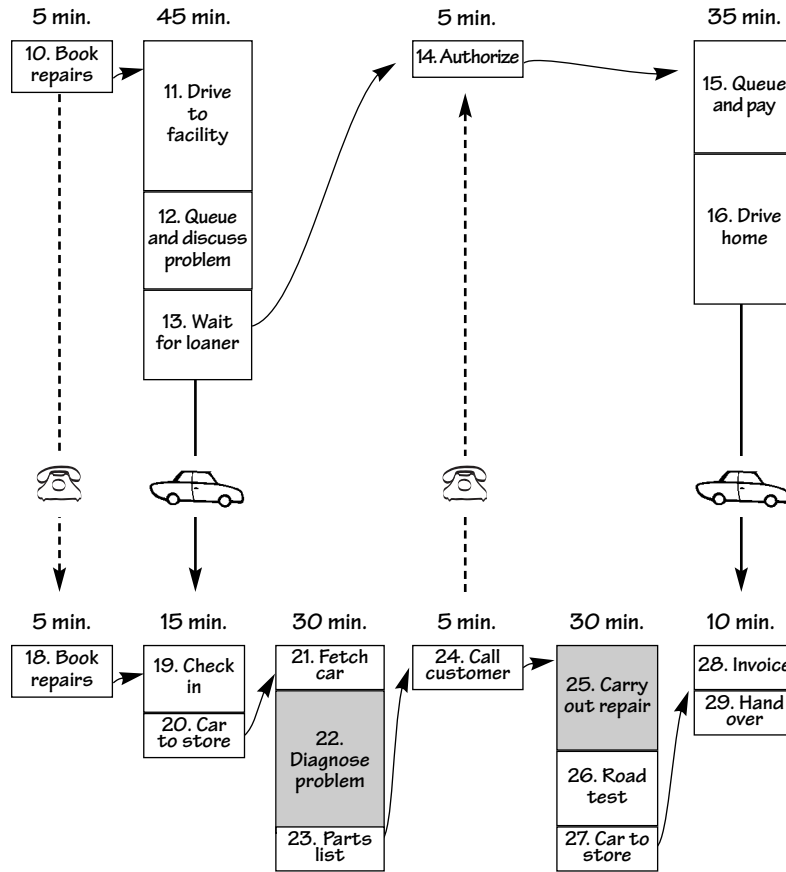 5 min.
45 min.
5 min.
35 min.
10. Book
repairs
11. Drive
to
facility
12. Queue
and discuss
problem
13. Wait
for loaner
14. Authorize
15. Queue
and pay
16. Drive
home
5 min.
15 min.
30 min.
5 min.
30 min.
10 min.
18. Book
repairs
19. Check
in
20. Car
to store
21. Fetch
car
22.
Diagnose
problem
23. Parts
list
24. Call
customer
25. Carry
out repair
26. Road
test
27. Car to
store
28. Invoice
29. Hand
over